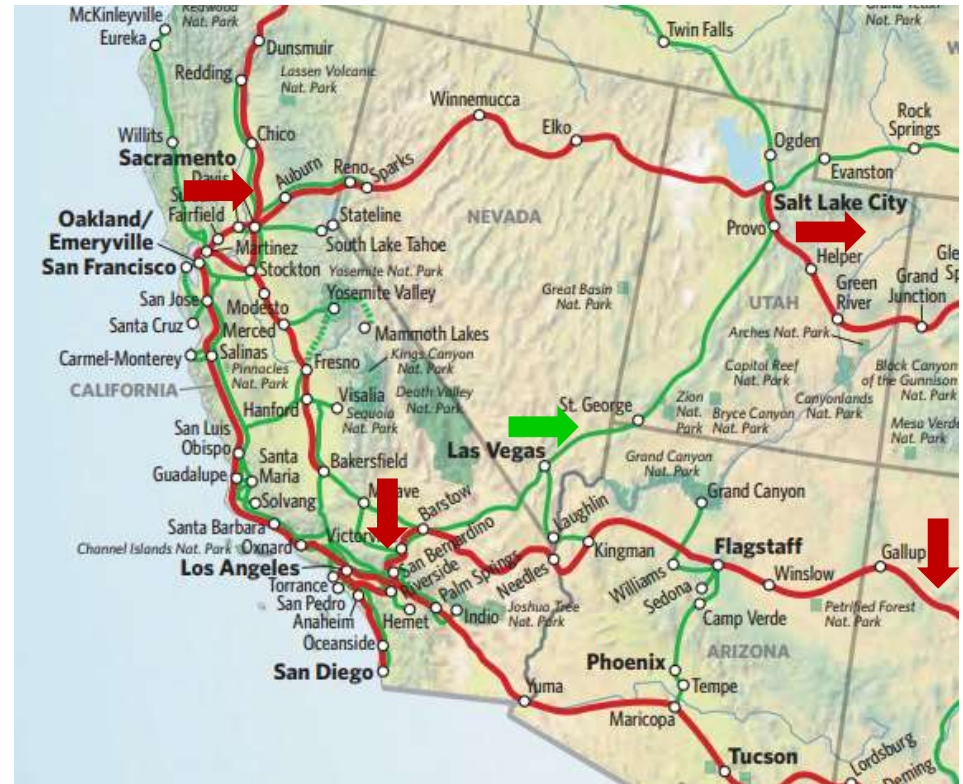 McKinleyville
Redwood
Nat. Park
Eureka
Dunsmuir
Lassen Volcanic
Nat. Park
Redding
Twin Falls
Nat. Park
W
Willits
Chico
Winnemucca
Elko
Ogden
Rock
Springs
Evanston
Sacramento
Davis
Auburn
Reno
Sparks
Salt Lake City
Fairfield
Stateline
South Lake Tahoe
NEVADA
Provo
Helper
Oakland/
Emeryville
Martinez
San Francisco
Stockton
Yosemite Nat. Park
Yosemite Valley
Great Basin
Nat. Park
UTAH
Green
River
Grand
Junction
San Jose
Modesto
Santa Cruz
Merced
Mammoth Lakes
Arches Nat. Park
Carmel-Monterey
Salinas
Pinnacles
Nat. Park
Fresno
Kings Canyon
Nat. Park
Capitol Reef
Nat. Park
Black Canyon
of the Gunnison
Nat. Park
CALIFORNIA
Hanford
Visalia
Sequoia
Nat. Park
Death Valley
Nat. Park
Canyonlands
Nat. Park
St. George
Zion
Nat.
Park
Bryce Canyon
Nat. Park
Mesa Verde
Nat. Park
San Luis
Obispo
Bakersfield
Las Vegas
Grand Canyon
Nat. Park
Guadalupe
Santa
Maria
Solvang
Grand Canyon
Barstow
Laughlin
Santa Barbara
San Bernardino
Kingman
Flagstaff
Gallup
Channel Islands Nat. Park
Oxnard
Los Angeles
Riverside
Palm Springs
Needles
Williams
Winslow
Torrance
San Pedro
Anaheim
Hemet
Indio
Joshua Tree
Nat. Park
Sedona
Camp Verde
Petrified Forest
Nat. Park
Oceanside
ARIZONA
San Diego
Phoenix
Tempe
Yuma
Maricopa
Tucson
Lordsburg
Deming